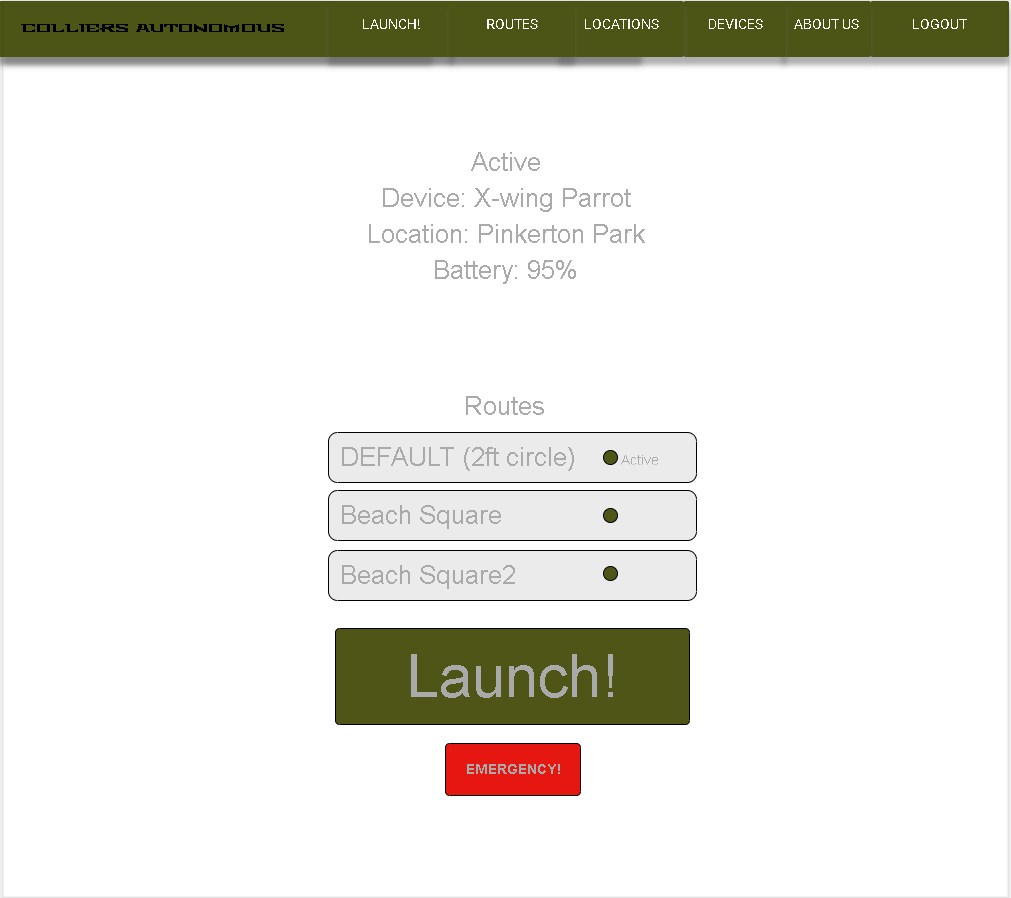 COLLIERS AUTONOMOUS LAUNCH! ROUTES LOCATIONS DEVICES ABOUT US LOGOUT
Active
Device: X-wing Parrot
Location: Pinkerton Park
Battery: 95%
Routes
DEFAULT (2ft circle) Active
Beach Square
Beach Square2
Launch!
EMERGENCY!